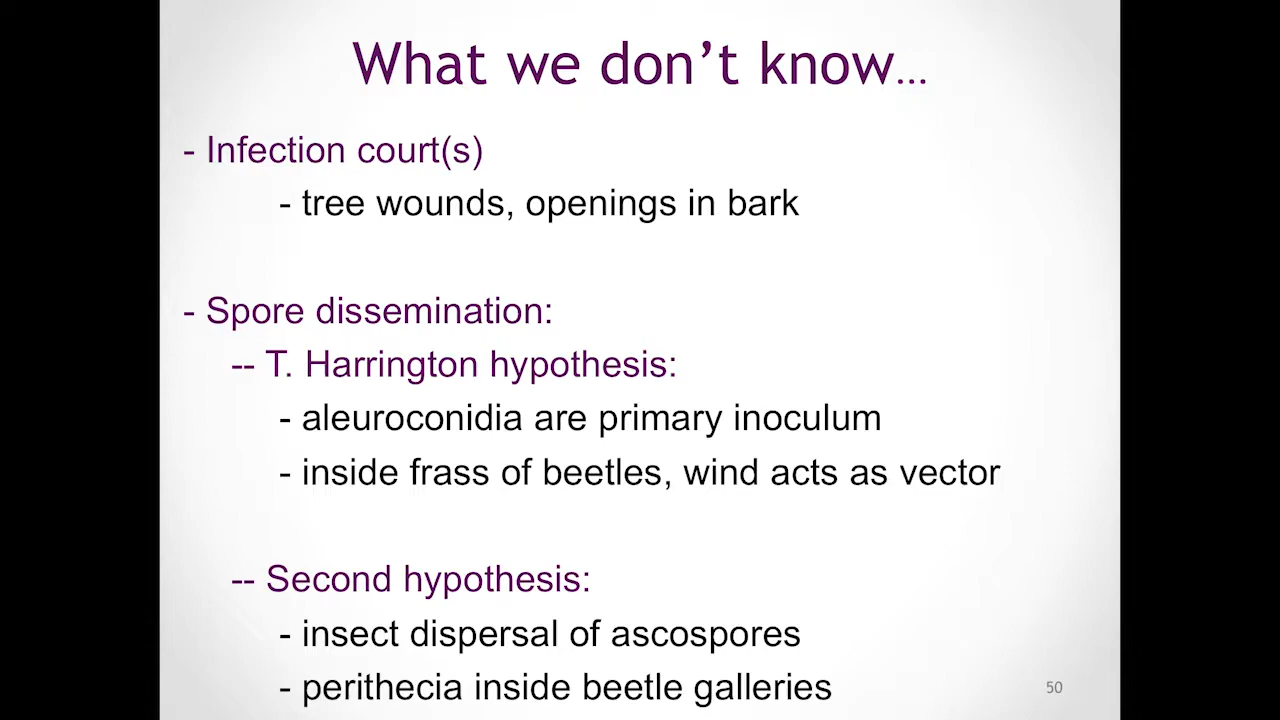 What we don’t know…
- Infection court(s)
- tree wounds, openings in bark
- Spore dissemination:
-- T. Harrington hypothesis:
- aleuroconidia are primary inoculum
- inside frass of beetles, wind acts as vector
-- Second hypothesis:
- insect dispersal of ascospores
- perithecia inside beetle galleries
50